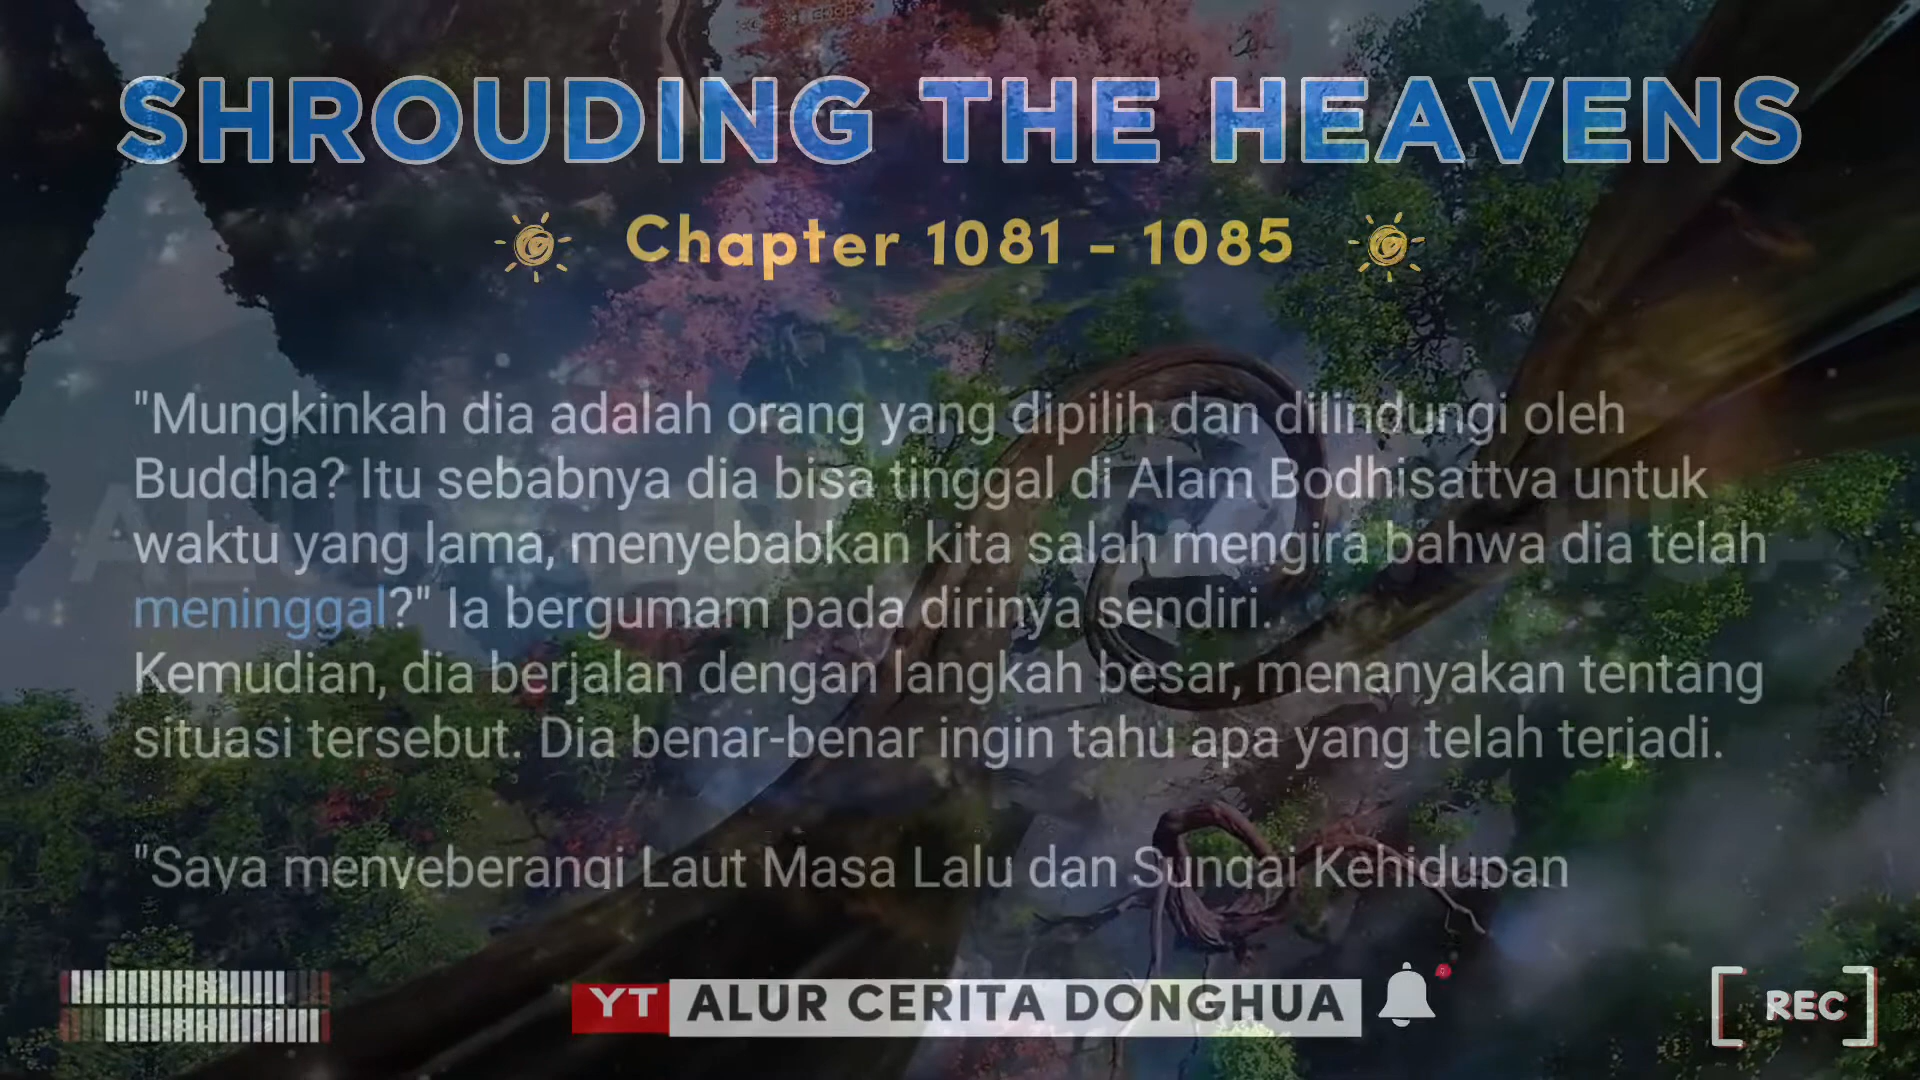 SHROUDING THE HEAVENS
Chapter 1081 - 1085
"Mungkinkah dia adalah orang yang dipilih dan dilindungi oleh
Buddha? Itu sebabnya dia bisa tinggal di Alam Bodhisattva untuk
waktu yang lama, menyebabkan kita salah mengira bahwa dia telah
meninggal?" Ia bergumam pada dirinya sendiri.
Kemudian, dia berjalan dengan langkah besar, menanyakan tentang
situasi tersebut. Dia benar-benar ingin tahu apa yang telah terjadi.
"Saya menyeberangi Laut Masa Lalu dan Sungai Kehidupan
YT ALUR CERITA DONGHUA
REC